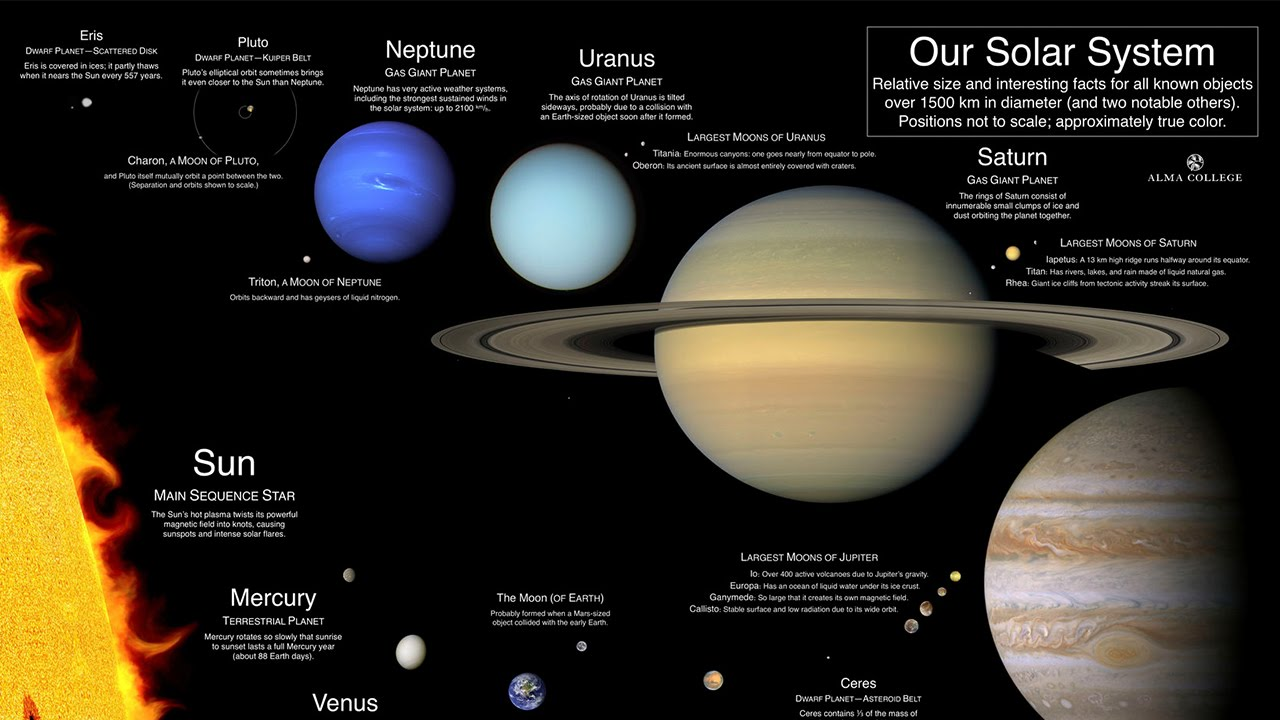 Our Solar System
Relative size and interesting facts for all known objects
over 1500 km in diameter (and two notable others).
Positions not to scale; approximately true color.
ALMA COLLEGE
Eris
DWARF PLANET—SCATTERED DISK
Eris is covered in ices; it partly thaws
when it nears the Sun every 557 years.
Pluto
DWARF PLANET—KUIPER BELT
Pluto's elliptical orbit sometimes brings
it even closer to the Sun than Neptune.
CHARON, A MOON OF PLUTO,
and Pluto itself mutually orbit a point between the two.
(Separation and orbits shown to scale.)
Neptune
GAS GIANT PLANET
Neptune has very active weather systems,
including the strongest sustained winds in
the solar system: up to 2100 km/h.
Triton, A MOON OF NEPTUNE
Orbits backward and has geysers of liquid nitrogen.
Uranus
GAS GIANT PLANET
The axis of rotation of Uranus is tilted
sideways, probably due to a collision with
an Earth-sized object soon after it formed.
LARGEST MOONS OF URANUS
Titania: Enormous canyons: one goes nearly from equator to pole.
Oberon: Its ancient surface is almost entirely covered with craters.
Saturn
GAS GIANT PLANET
The rings of Saturn consist of
innumerable small clumps of ice and
dust orbiting the planet together.
LARGEST MOONS OF SATURN
Iapetus: A 13 km high ridge runs halfway around its equator.
Titan: Has rivers, lakes, and rain made of liquid natural gas.
Rhea: Giant ice cliffs from tectonic activity streak its surface.
Sun
MAIN SEQUENCE STAR
The Sun's hot plasma twists its powerful
magnetic field into knots, causing
sunspots and intense solar flares.
Mercury
TERRESTRIAL PLANET
Mercury rotates so slowly that sunrise
to sunset lasts a full Mercury year
(about 88 Earth days).
Venus
The Moon (OF EARTH)
Probably formed when a Mars-sized
object collided with the early Earth.
LARGEST MOONS OF JUPITER
Io: Over 400 active volcanoes due to Jupiter's gravity.
Europa: Has an ocean of liquid water under its ice crust.
Ganymede: So large that it creates its own magnetic field.
Callisto: Stable surface and low radiation due to its wide orbit.
Ceres
DWARF PLANET—ASTEROID BELT
Ceres contains ⅓ of the mass of